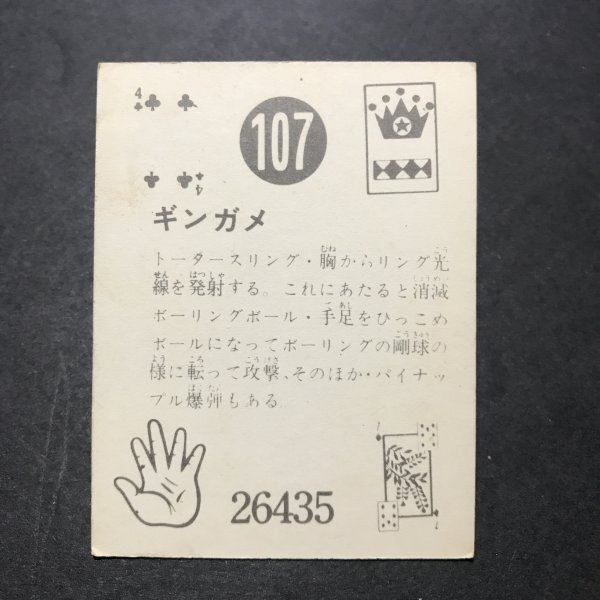 4
107
4
ギンガメ
トータースリング・胸からリング光
線を発射する。これにあたると消滅
ボーリングボール・手足をひっこめ
ボールになってボーリングの剛球の
様に転って攻撃、そのほか・パイナッ
プル爆弾もある。
26435